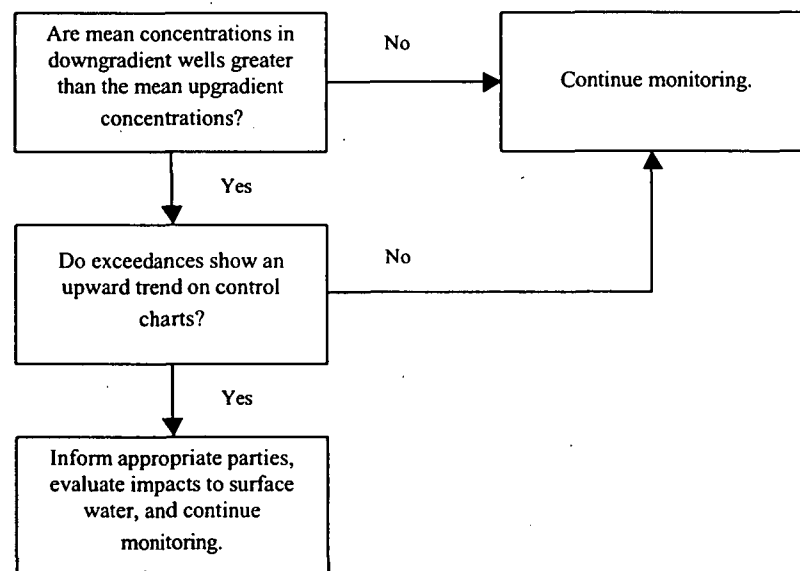 Are mean concentrations in
downgradient wells greater
than the mean upgradient
concentrations?
No
Continue monitoring.
Yes
Do exceedances show an
upward trend on control
charts?
No
Yes
Inform appropriate parties,
evaluate impacts to surface
water, and continue
monitoring.